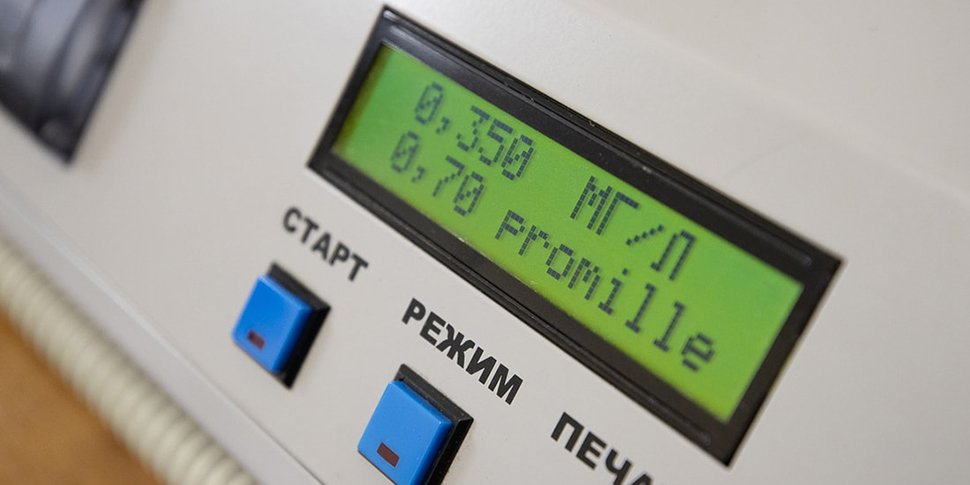 0,350 МГ/Л
0,70 promille
СТАРТ
РЕЖИМ